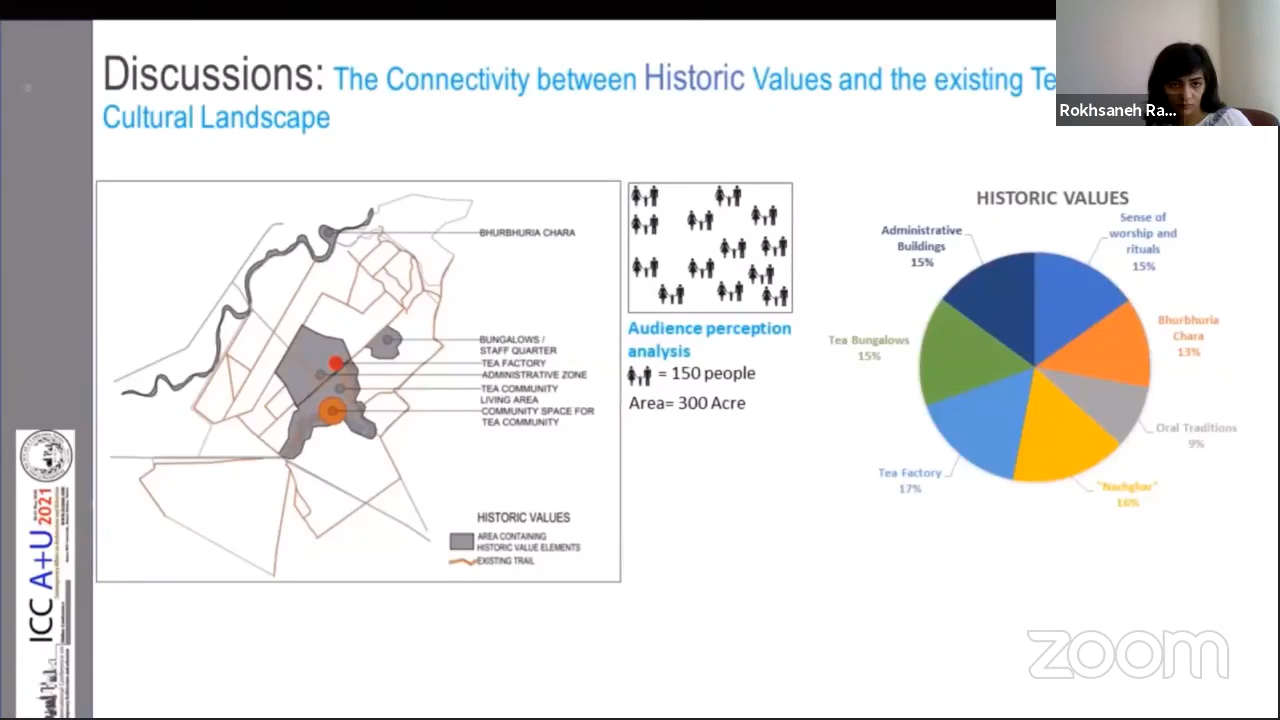 Discussions: The Connectivity between Historic Values and the existing Te
Cultural Landscape
Rokhsaneh Ra...
BHURBHURIA CHARA
BUNGALOWS /
STAFF QUARTER
TEA FACTORY
ADMINISTRATIVE ZONE
TEA COMMUNITY
LIVING AREA
COMMUNITY SPACE FOR
TEA COMMUNITY
HISTORIC VALUES
AREA CONTAINING
HISTORIC VALUE ELEMENTS
EXISTING TRAIL
Audience perception
analysis
= 150 people
Area= 300 Acre
HISTORIC VALUES
Sense of
worship and
rituals
15%
Administrative
Buildings
15%
Bhurbhuria
Chara
13%
Tea Bungalows
15%
Oral Traditions
9%
Tea Factory
17%
"Nachghar"
16%
ICC A+U 2021
zoom